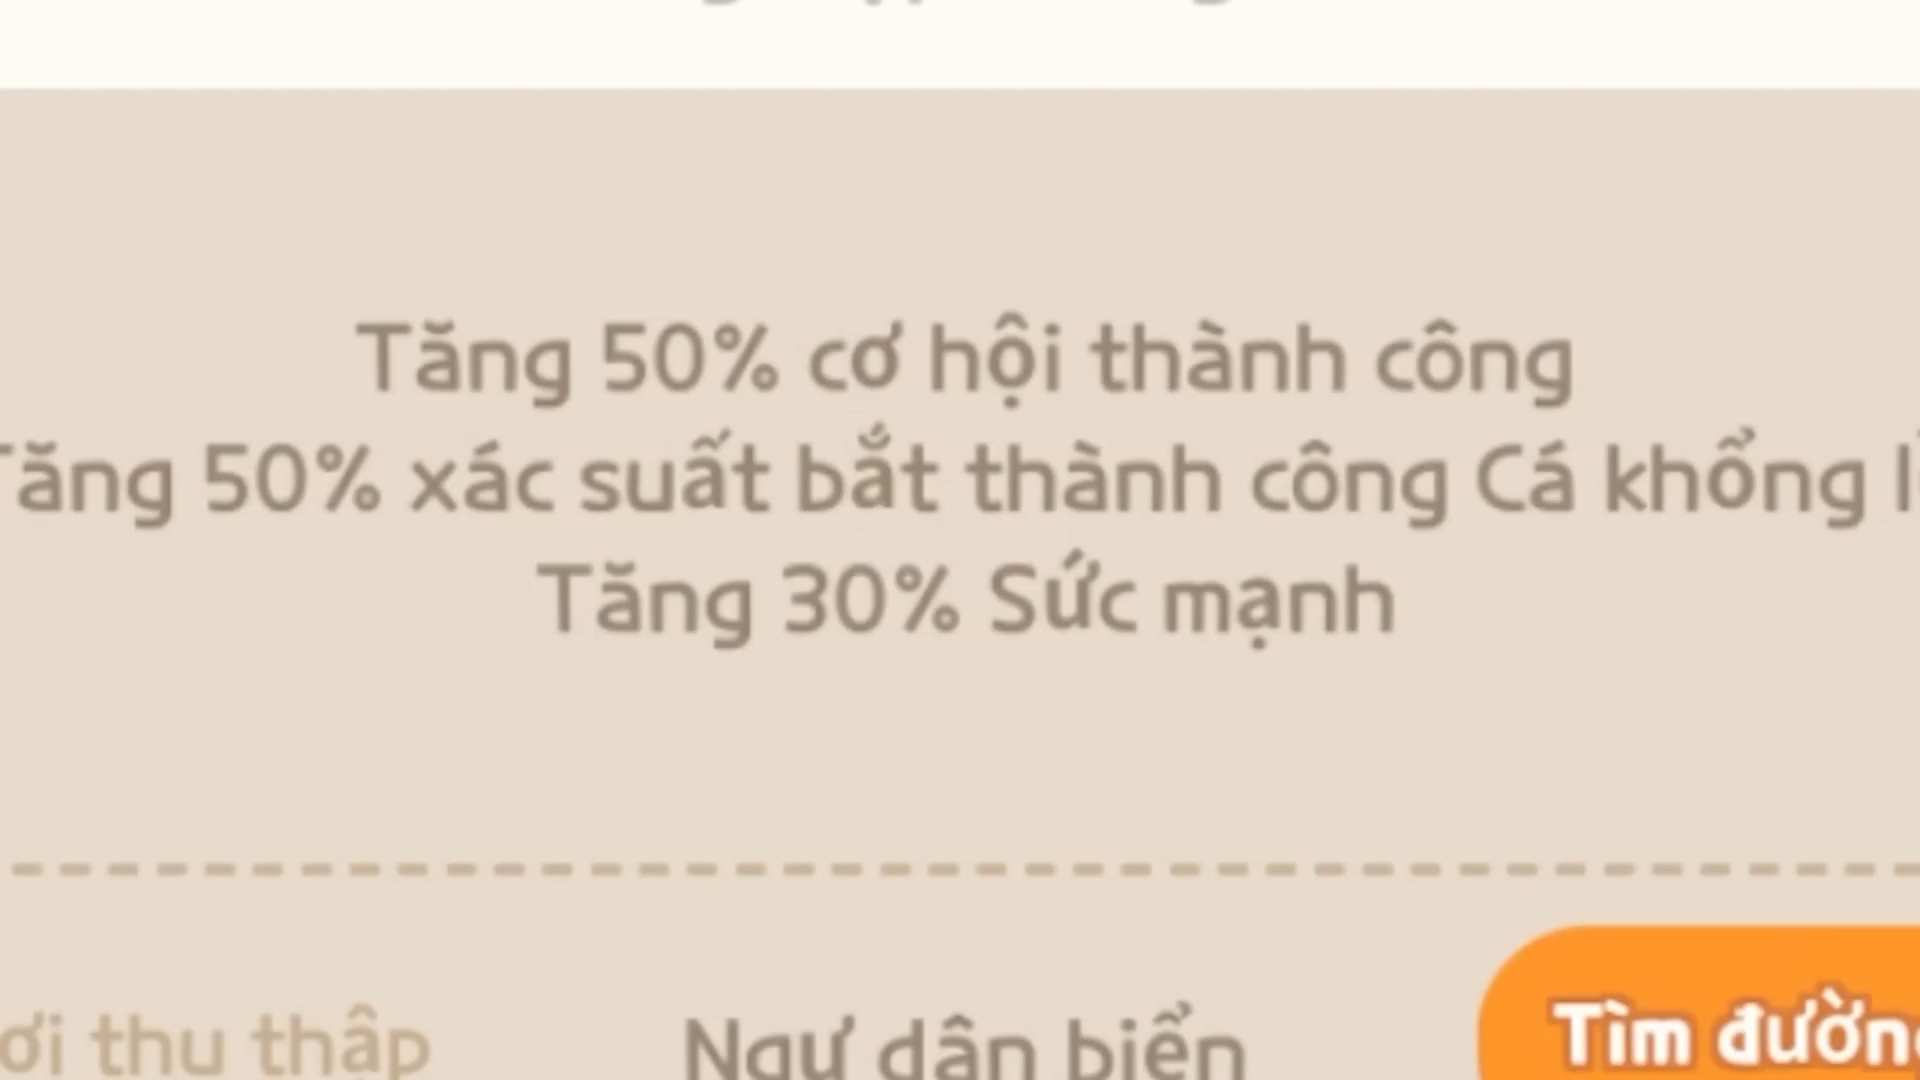 Tăng 50% cơ hội thành công
Tăng 50% xác suất bắt thành công Cá khổng
Tăng 30% Sức mạnh
thu thập
Ngư dân biển
Tìm đường